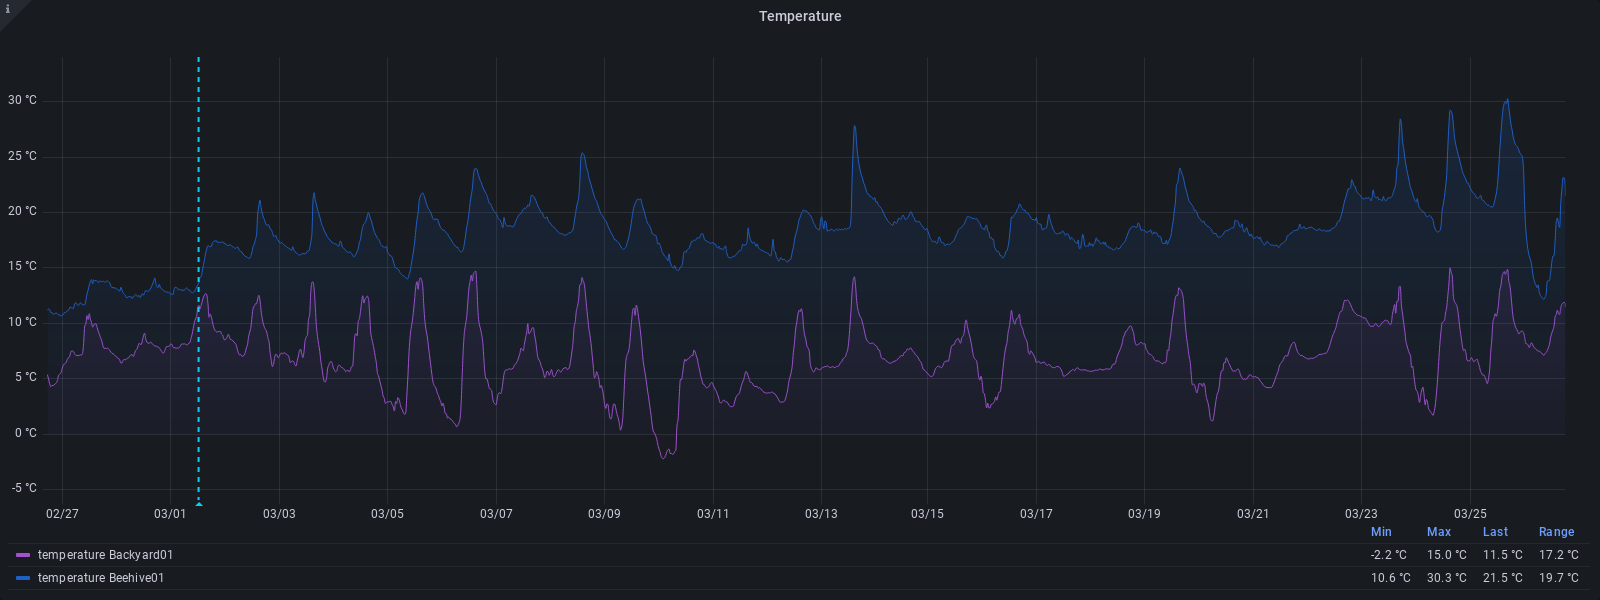 i
Temperature
30 °C
25 °C
20 °C
15 °C
10 °C
5 °C
0 °C
-5 °C
02/27 03/01 03/03 03/05 03/07 03/09 03/11 03/13 03/15 03/17 03/19 03/21 03/23 03/25
Min Max Last Range
temperature Backyard01 -2.2 °C 15.0 °C 11.5 °C 17.2 °C
temperature Beehive01 10.6 °C 30.3 °C 21.5 °C 19.7 °C